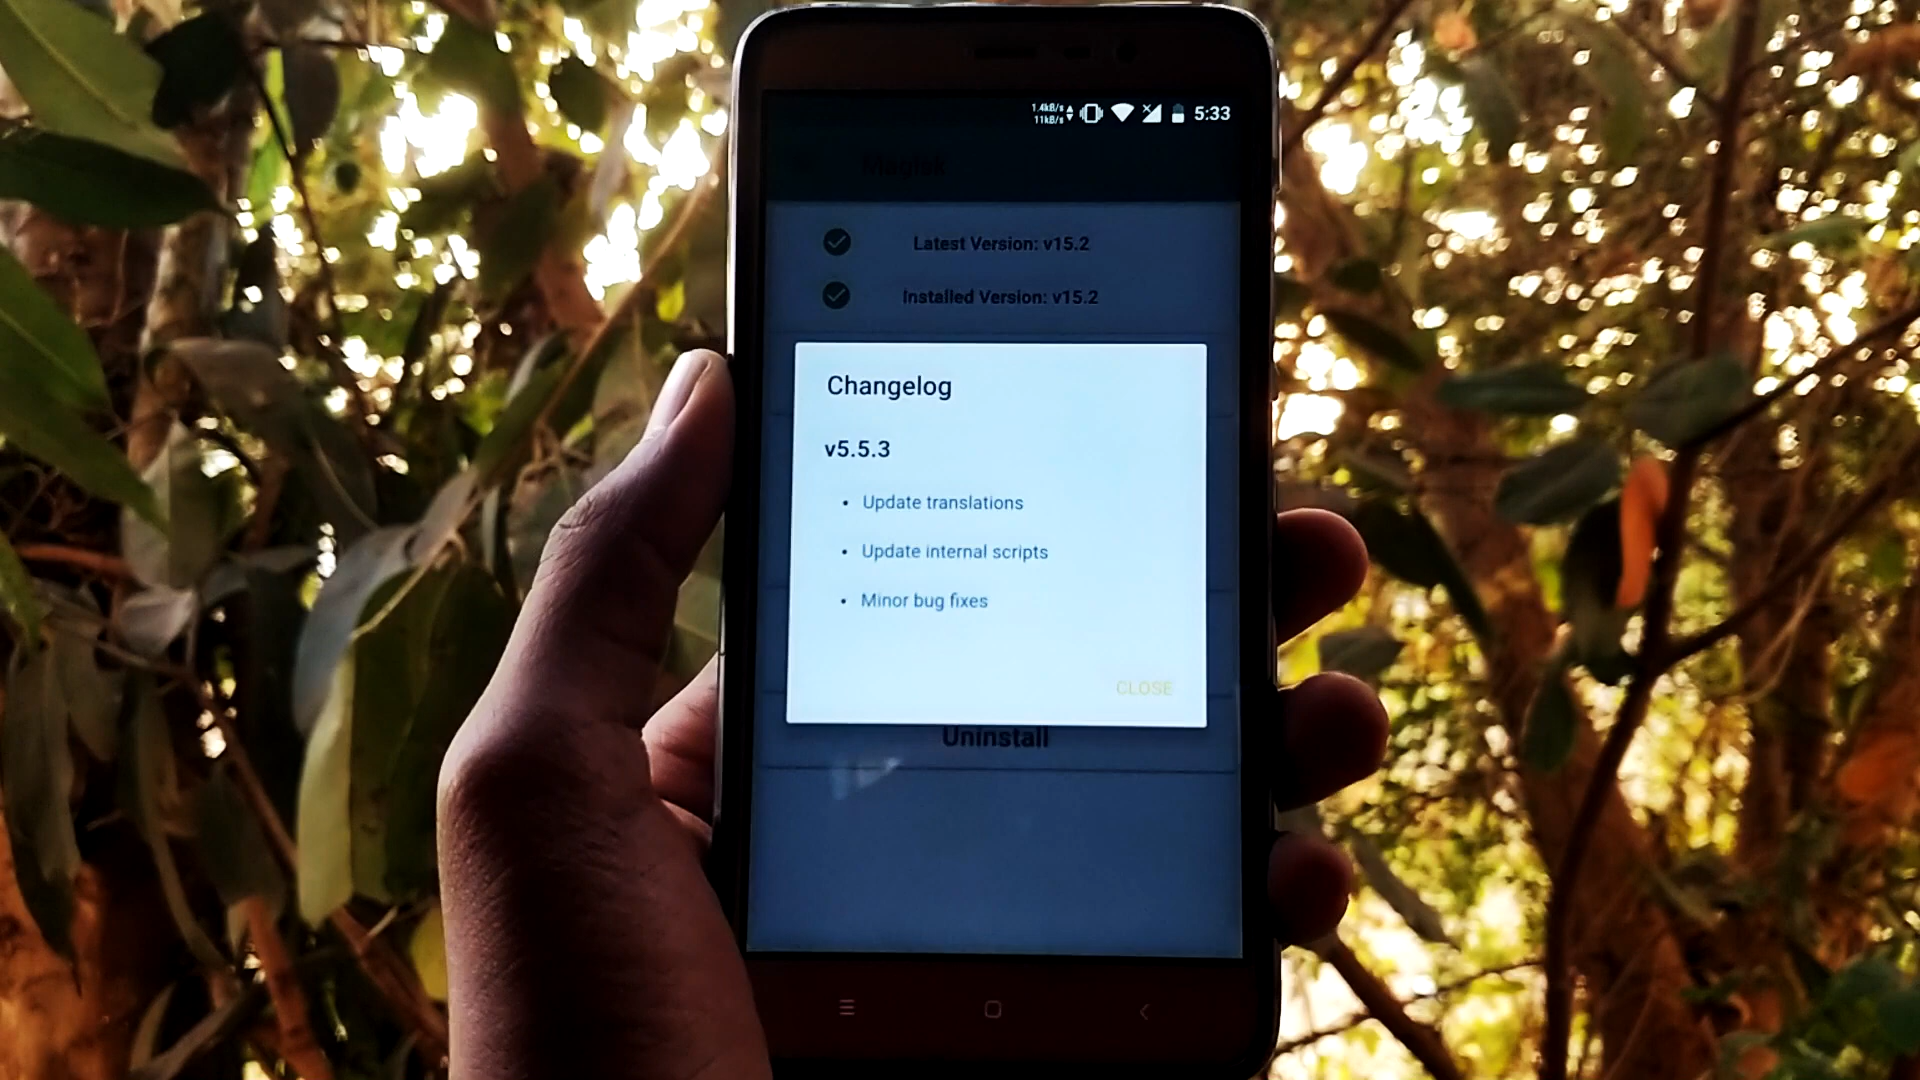 1.4kB/s
11kB/s
5:33
Magisk
Latest Version: v15.2
Installed Version: v15.2
Changelog
v5.5.3
• Update translations
• Update internal scripts
• Minor bug fixes
CLOSE
Uninstall